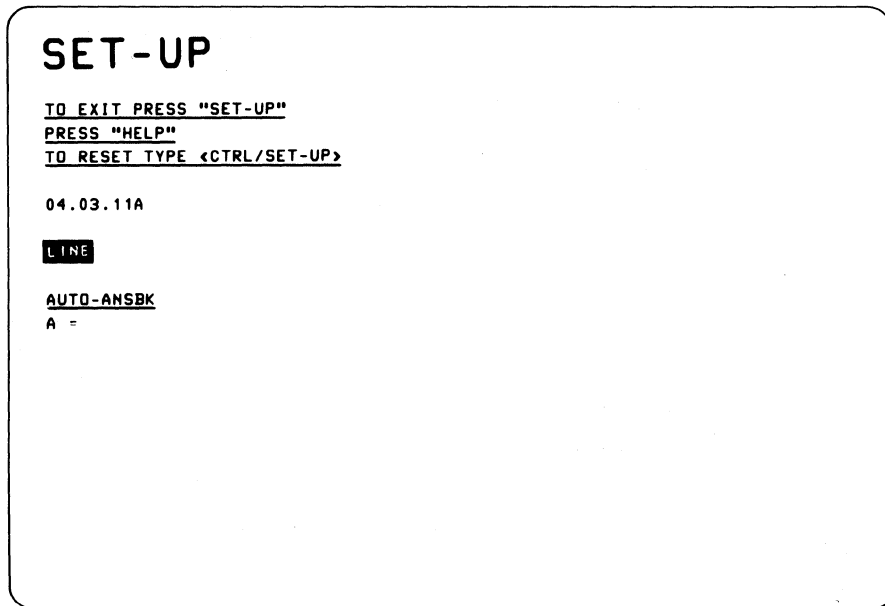 SET-UP
TO EXIT PRESS "SET-UP"
PRESS "HELP"
TO RESET TYPE <CTRL/SET-UP>
04.03.11A
LINE
AUTO-ANSBK
A =